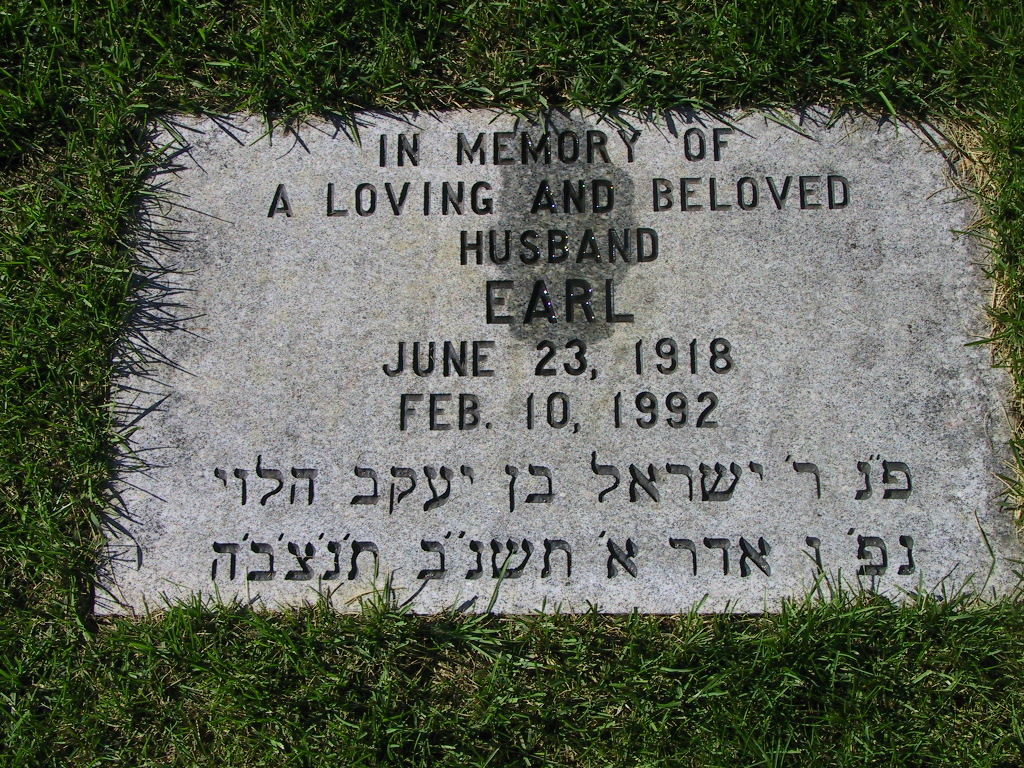 IN MEMORY OF
A LOVING AND BELOVED
HUSBAND
EARL
JUNE 23, 1918
FEB. 10, 1992
פ"נ ר' ישראל בן יעקב הלוי
נפ' ו אדר א' תשנ"ב ת'נ'צ'ב'ה